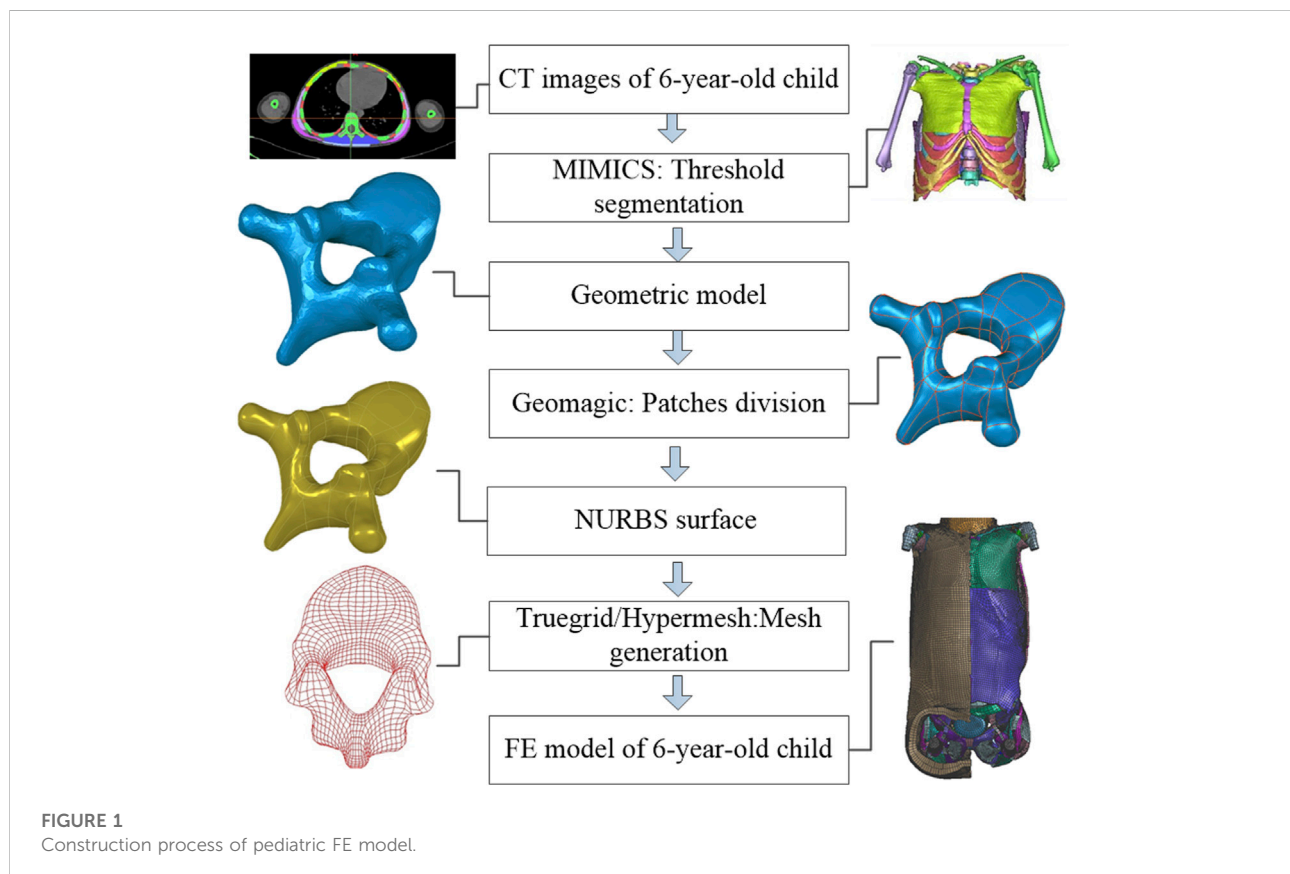 CT images of 6-year-old child
MIMICS: Threshold
segmentation
Geometric model
Geomagic: Patches division
NURBS surface
Truegrid/Hypermesh:Mesh
generation
FE model of 6-year-old child
FIGURE 1
Construction process of pediatric FE model.